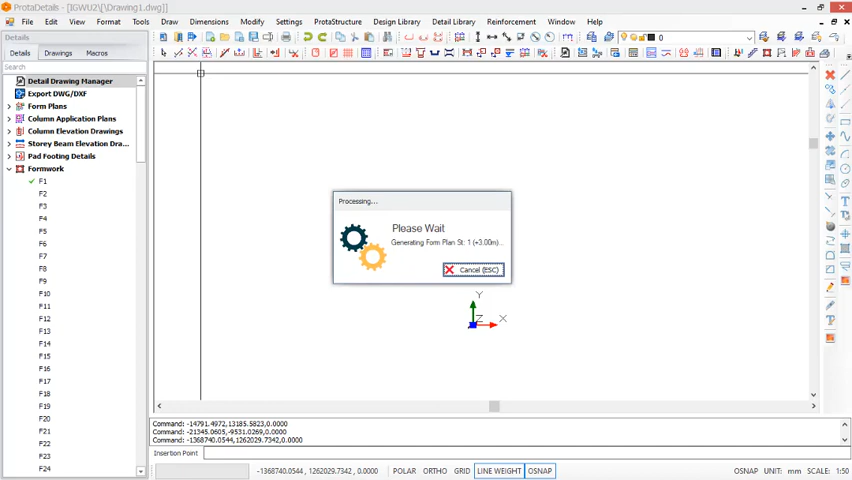 ProtaDetails - [(GWU2\[\Drawing1.dwg]]
File Edit View Format Tools Draw Dimensions Modify Settings ProtaStructure Design Library Detail Library Reinforcement Window Help
Details
Details Drawings Macros
Search
Detail Drawing Manager
Export DWG/DXF
Form Plans
Column Application Plans
Column Elevation Drawings
Storey Beam Elevation Dra...
Pad Footing Details
Formwork
F1
F2
F3
F4
F5
F6
F7
F8
F9
F10
F11
F12
F13
F14
F15
F16
F17
F18
F19
F20
F21
F22
F23
F24
0
Processing...
Please Wait
Generating Form Plan St: 1 (+3.00m)...
Cancel (ESC)
Y
Z X
Command: -14791.4972,13185.5823,0.0000
Command: -21345.0605,-9531.0269,0.0000
Command: -1368740.0544,1262029.7342,0.0000
Insertion Point
-1368740.0544 , 1262029.7342 , 0.0000 POLAR ORTHO GRID LINE WEIGHT OSNAP OSNAP UNIT: mm SCALE: 1:50